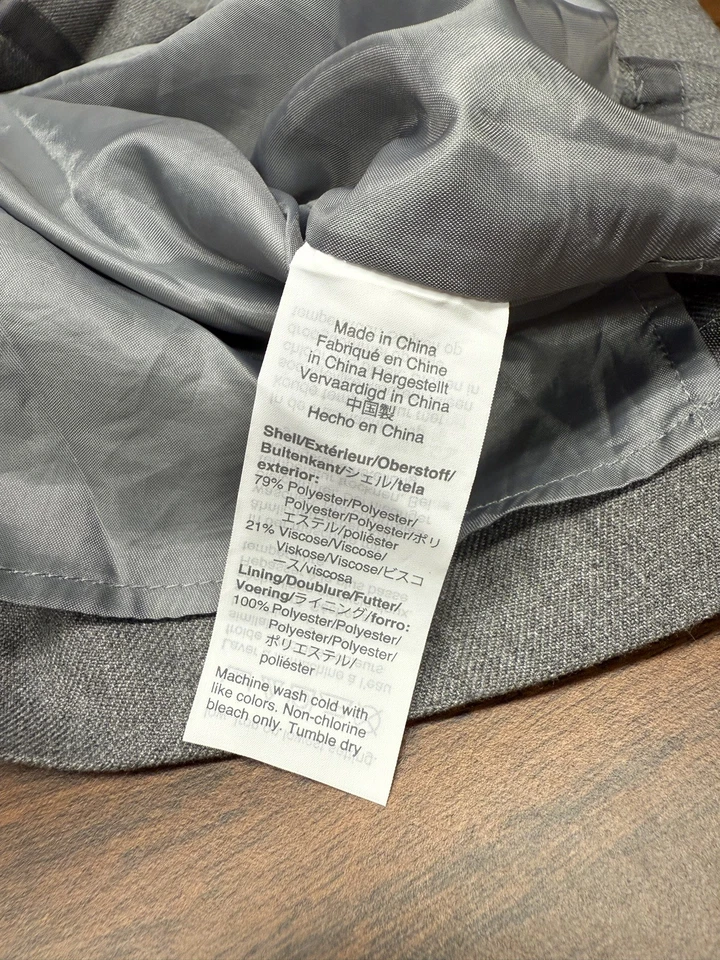 Made in China
Fabriqué en Chine
in China Hergestellt
Vervaardigd in China
中国製
Hecho en China
Shell/Extérieur/Oberstoff/
Buitenkant/シェル/tela
exterior:
79% Polyester/Polyester/
Polyester/Polyester/ポリ
エステル/poliéster
21% Viscose/Viscose/
Viskose/Viscose/ビスコ
ース/viscosa
Lining/Doublure/Futter/
Voering/ライニング/forro:
100% Polyester/Polyester/
Polyester/Polyester/
ポリエステル/
poliéster
Machine wash cold with
like colors. Non-chlorine
bleach only. Tumble dry